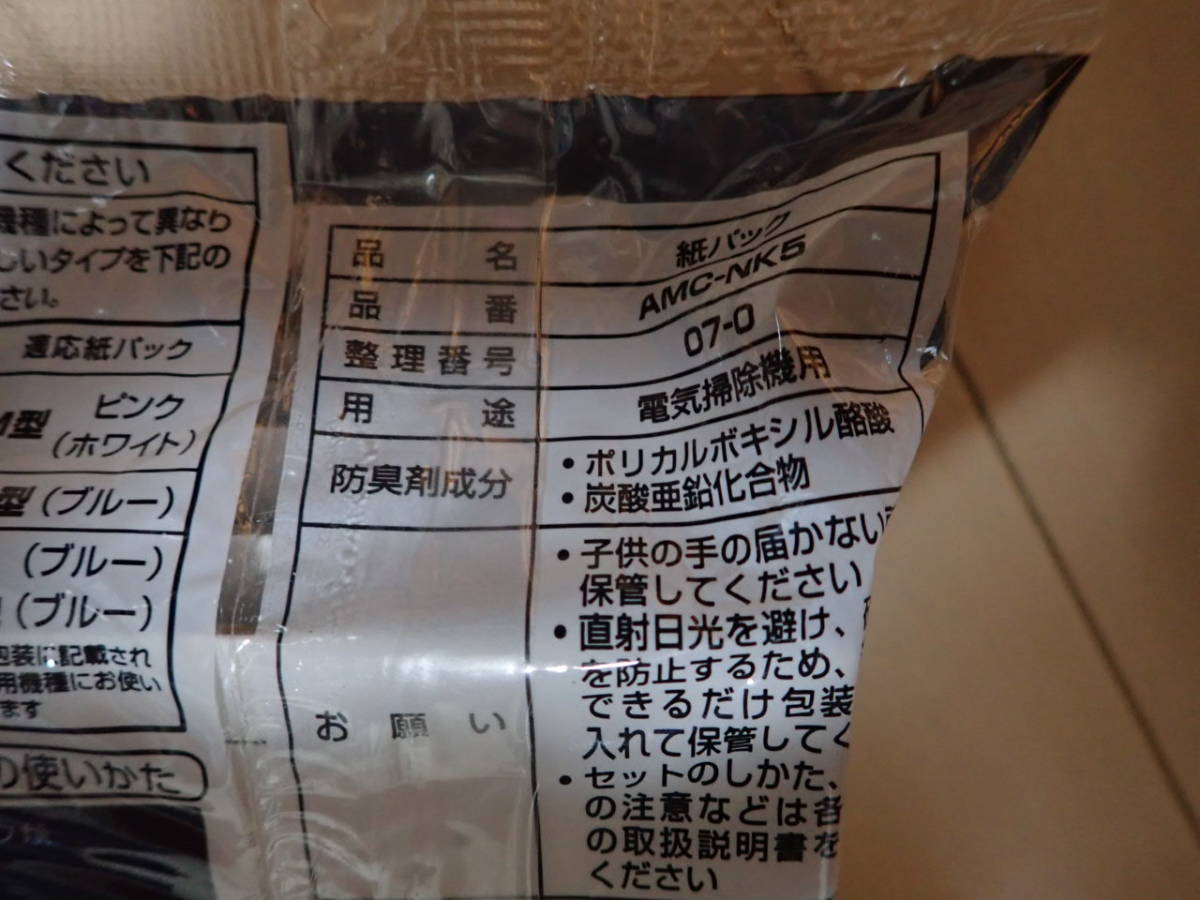 ください
機種によって異なり
しいタイプを下記の
さい。
適応紙パック
M型 ピンク
(ホワイト)
型 (ブルー)
(ブルー)
(ブルー)
包装に記載され
用機種にお使い
ます
の使いかた
品名 紙パック
品番 AMC-NK5
整理番号 07-0
用途 電気掃除機用
防臭剤成分
・ポリカルボキシル酪酸
・炭酸亜鉛化合物
お願い
・子供の手の届かない
保管してください
・直射日光を避け、
を防止するため、
できるだけ包装
入れて保管してく
・セットのしかた、
の注意などは各
の取扱説明書を
ください